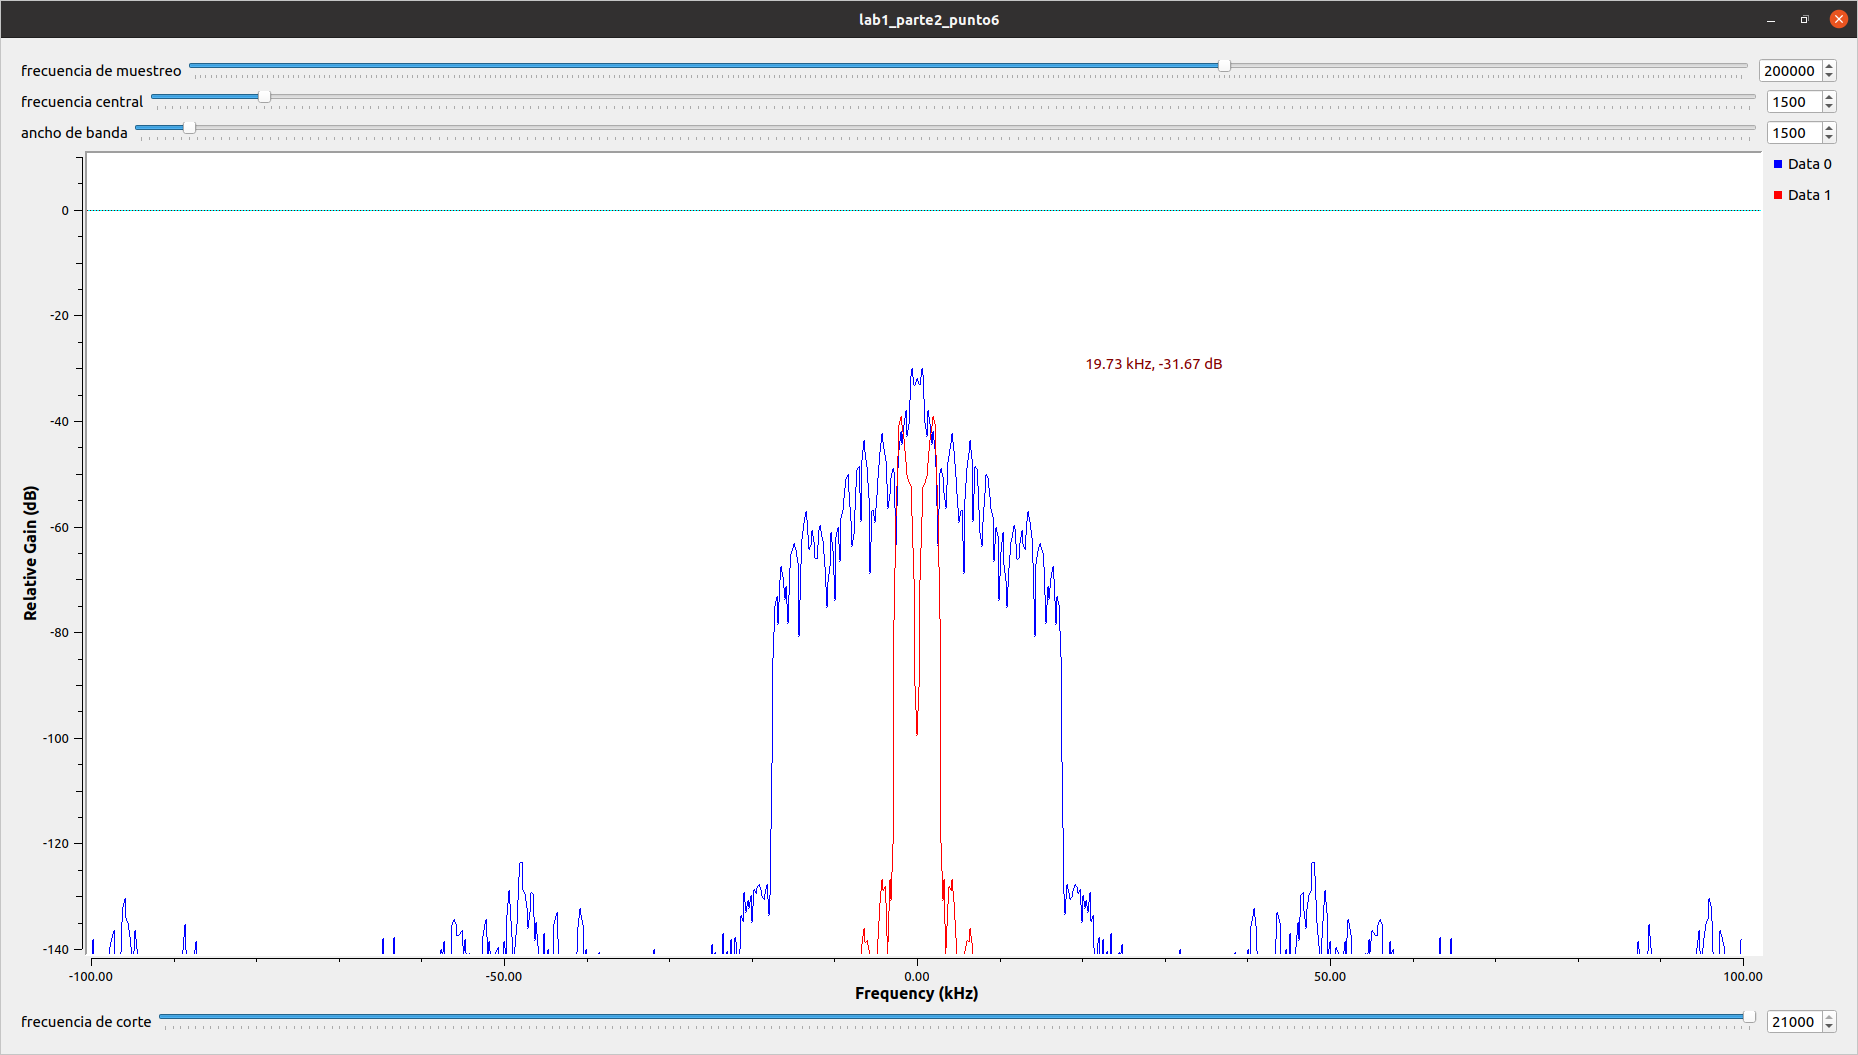 lab1_parte2_punto6
frecuencia de muestreo 200000
frecuencia central 1500
ancho de banda 1500
Data 0
Data 1
19.73 kHz, -31.67 dB
Relative Gain (dB)
0
-20
-40
-60
-80
-100
-120
-140
-100.00 -50.00 0.00 50.00 100.00
Frequency (kHz)
frecuencia de corte 21000